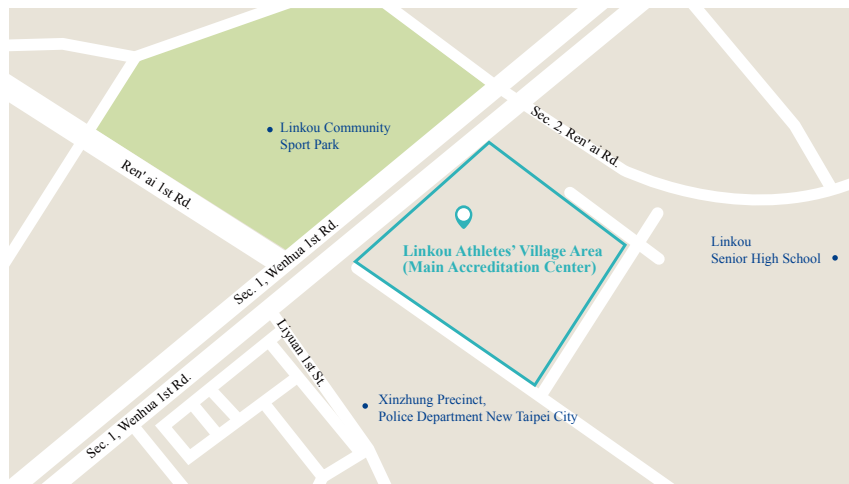 Sec. 2, Ren' ai Rd.
Linkou Community
Sport Park
Ren' ai 1st Rd.
Sec. 1, Wenhua 1st Rd.
Linkou Athletes' Village Area
(Main Accreditation Center)
Linkou
Senior High School
Liyuan 1st St.
Sec. 1, Wenhua 1st Rd.
Xinzhung Precinct,
Police Department New Taipei City